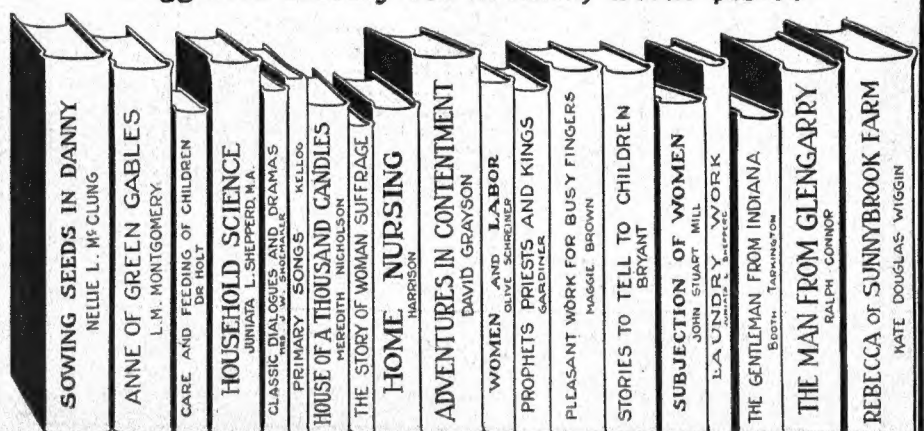 SOWING SEEDS IN DANNY
NELLIE L. McCLUNG
ANNE OF GREEN GABLES
L.M. MONTGOMERY.
CARE AND FEEDING OF CHILDREN
DR HOLT
HOUSEHOLD SCIENCE
JUNIATA L. SHEPPERD, M.A.
CLASSIC DIALOGUES AND DRAMAS
MRS J. W. SHOEMAKER
PRIMARY SONGS KELLOG
HOUSE OF A THOUSAND CANDLES
MEREDITH NICHOLSON
THE STORY OF WOMAN SUFFRAGE
HOME NURSING
HARRISON
ADVENTURES IN CONTENTMENT
DAVID GRAYSON
WOMEN AND LABOR
OLIVE SCHREINER
PROPHETS PRIESTS AND KINGS
GARDINER
PLEASANT WORK FOR BUSY FINGERS
MAGGIE BROWN
STORIES TO TELL TO CHILDREN
BRYANT
SUBJECTION OF WOMEN
JOHN STUART MILL
LAUNDRY WORK
JUNIATA SHEPPERD
THE GENTLEMAN FROM INDIANA
BOOTH TARKINGTON
THE MAN FROM GLENGARRY
RALPH CONNOR
REBECCA OF SUNNYBROOK FARM
KATE DOUGLAS WIGGIN